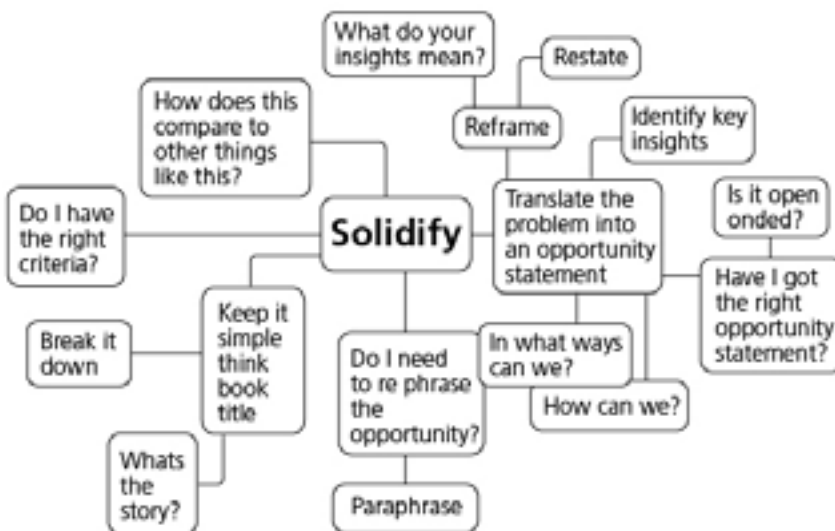 What do your
insights mean?
Restate
How does this
compare to
other things
like this?
Reframe
Identify key
insights
Do I have
the right
criteria?
Solidify
Translate the
problem into
an opportunity
statement
Is it open
onded?
Have I got
the right
opportunity
statement?
Keep it
simple
think
book
title
Break it
down
Do I need
to re phrase
the
opportunity?
In what ways
can we?
How can we?
Whats
the
story?
Paraphrase